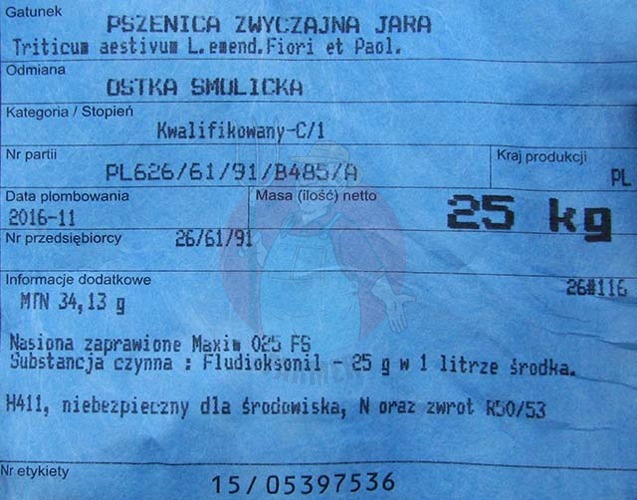 Gatunek
PSZENICA ZWYCZAJNA JARA
Triticum aestivum L.emend.Fiori et Paol.
Odmiana
OSTKA SMOLICKA
Kategoria / Stopień
Kwalifikowany-C/1
Nr partii
Kraj produkcji
PL626/61/91/B485/A
PL
Data plombowania
Masa (ilość) netto
2016-11
25 kg
Nr przedsiębiorcy
26/61/91
Informacje dodatkowe
26#116
MTN 34,13 g
Nasiona zaprawione Maxim 025 FS
Substancja czynna : Fludioksonil - 25 g w 1 litrze środka.
H411, niebezpieczny dla środowiska, N oraz zwrot R50/53
Nr etykiety
15/05397536